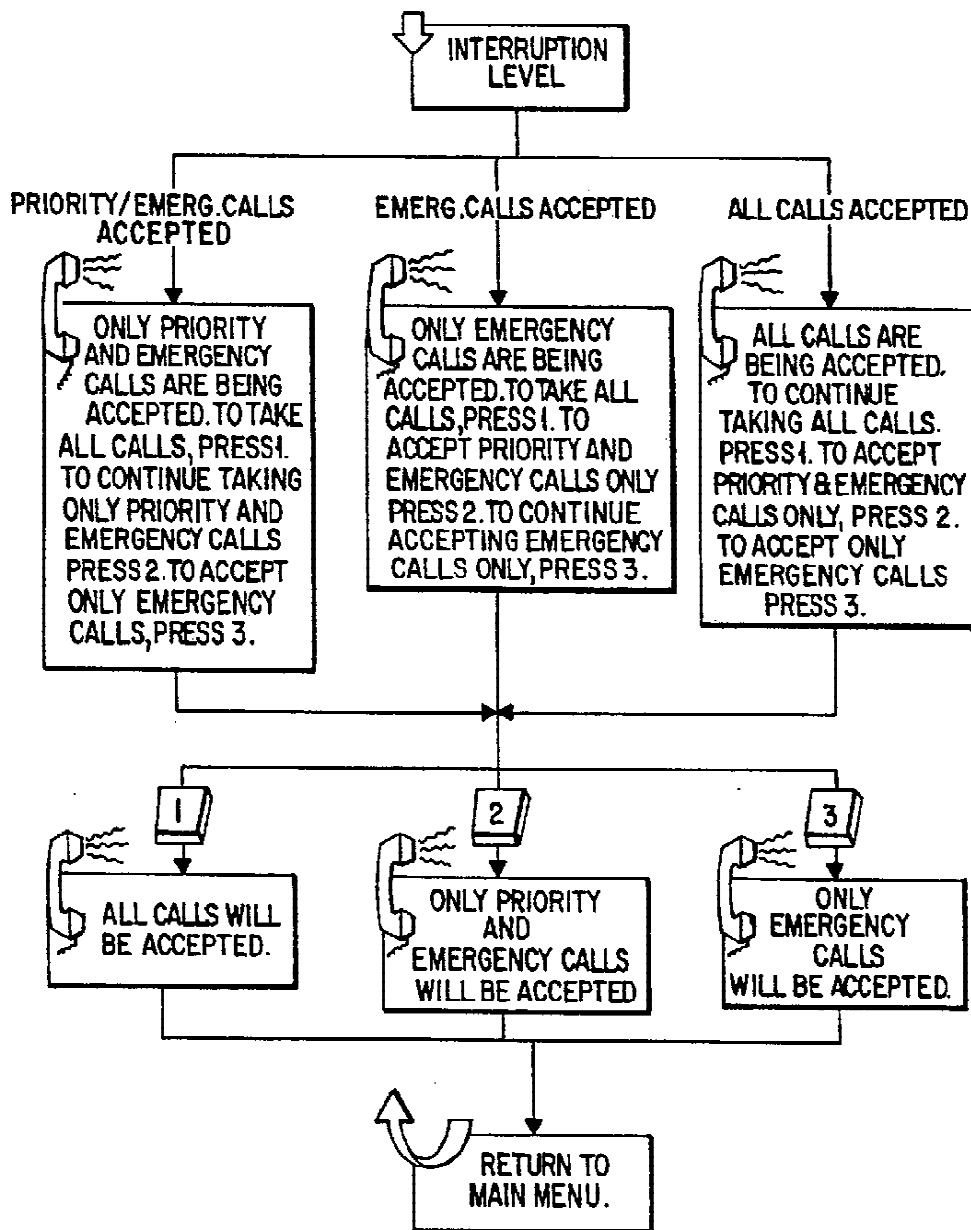 INTERRUPTION
LEVEL
PRIORITY/EMERG.CALLS
ACCEPTED
EMERG.CALLS ACCEPTED
ALL CALLS ACCEPTED
ONLY PRIORITY
AND EMERGENCY
CALLS ARE BEING
ACCEPTED.TO TAKE
ALL CALLS, PRESS 1.
TO CONTINUE TAKING
ONLY PRIORITY AND
EMERGENCY CALLS
PRESS 2.TO ACCEPT
ONLY EMERGENCY
CALLS, PRESS 3.
ONLY EMERGENCY
CALLS ARE BEING
ACCEPTED.TO TAKE ALL
CALLS, PRESS 1. TO
ACCEPT PRIORITY AND
EMERGENCY CALLS ONLY
PRESS 2. TO CONTINUE
ACCEPTING EMERGENCY
CALLS ONLY, PRESS 3.
ALL CALLS ARE
BEING ACCEPTED.
TO CONTINUE
TAKING ALL CALLS.
PRESS 1. TO ACCEPT
PRIORITY & EMERGENCY
CALLS ONLY, PRESS 2.
TO ACCEPT ONLY
EMERGENCY CALLS
PRESS 3.
1
2
3
ALL CALLS WILL
BE ACCEPTED.
ONLY PRIORITY
AND
EMERGENCY CALLS
WILL BE ACCEPTED
ONLY
EMERGENCY
CALLS
WILL BE ACCEPTED.
RETURN TO
MAIN MENU.